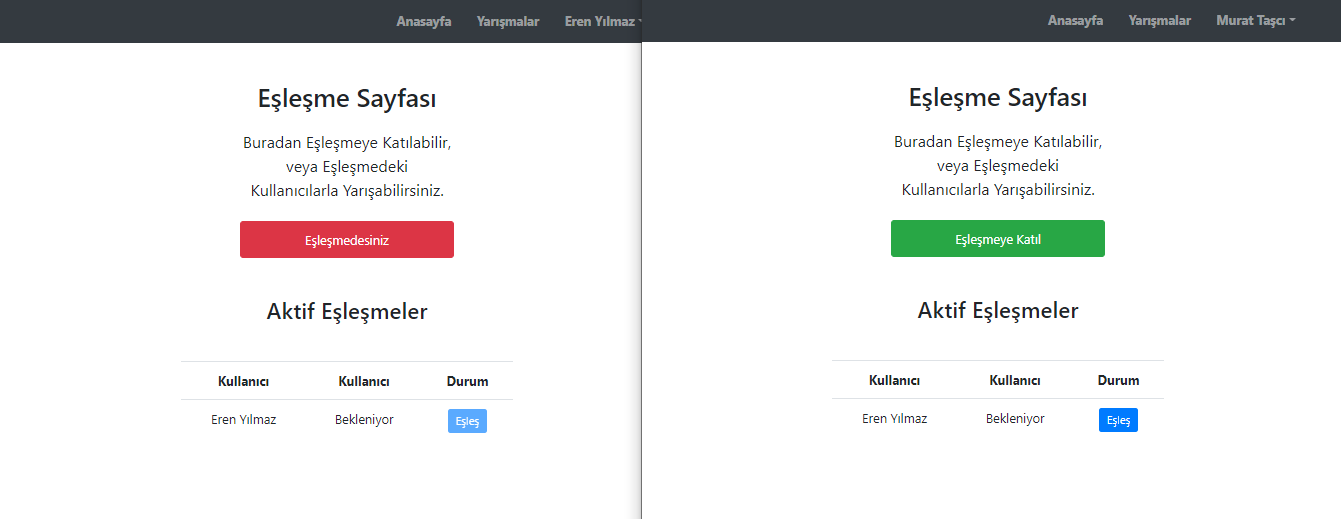 Anasayfa Yarışmalar Eren Yılmaz
Eşleşme Sayfası
Buradan Eşleşmeye Katılabilir,
veya Eşleşmedeki
Kullanıcılarla Yarışabilirsiniz.
Eşleşmedesiniz
Aktif Eşleşmeler
Kullanıcı Kullanıcı Durum
Eren Yılmaz Bekleniyor Eşleş
Anasayfa Yarışmalar Murat Taşcı
Eşleşme Sayfası
Buradan Eşleşmeye Katılabilir,
veya Eşleşmedeki
Kullanıcılarla Yarışabilirsiniz.
Eşleşmeye Katıl
Aktif Eşleşmeler
Kullanıcı Kullanıcı Durum
Eren Yılmaz Bekleniyor Eşleş